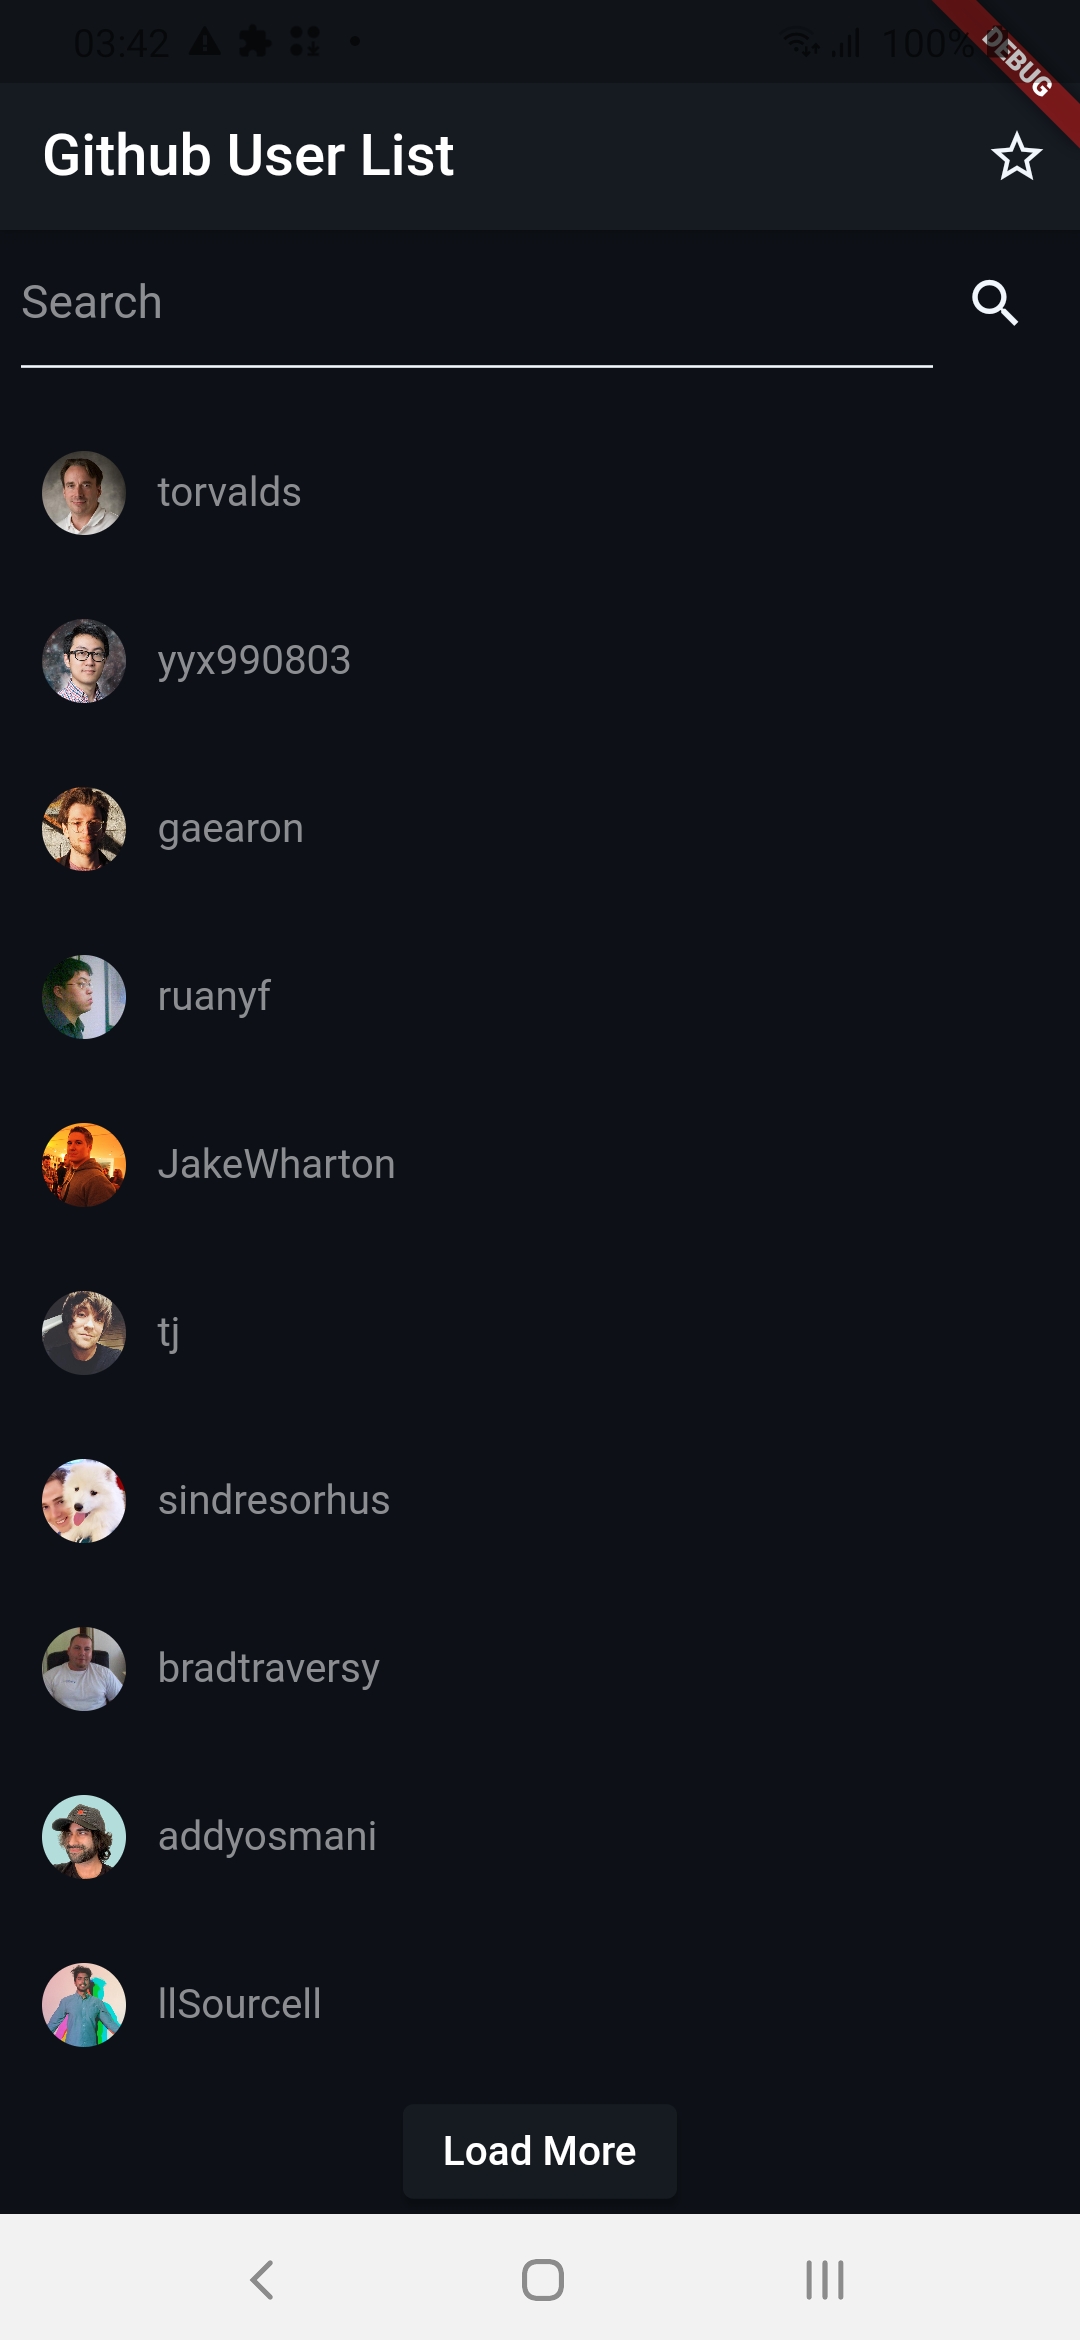 03:42
100%
DEBUG
Github User List
Search
torvalds
yyx990803
gaearon
ruanyf
JakeWharton
tj
sindresorhus
bradtraversy
addyosmani
llSourcell
Load More